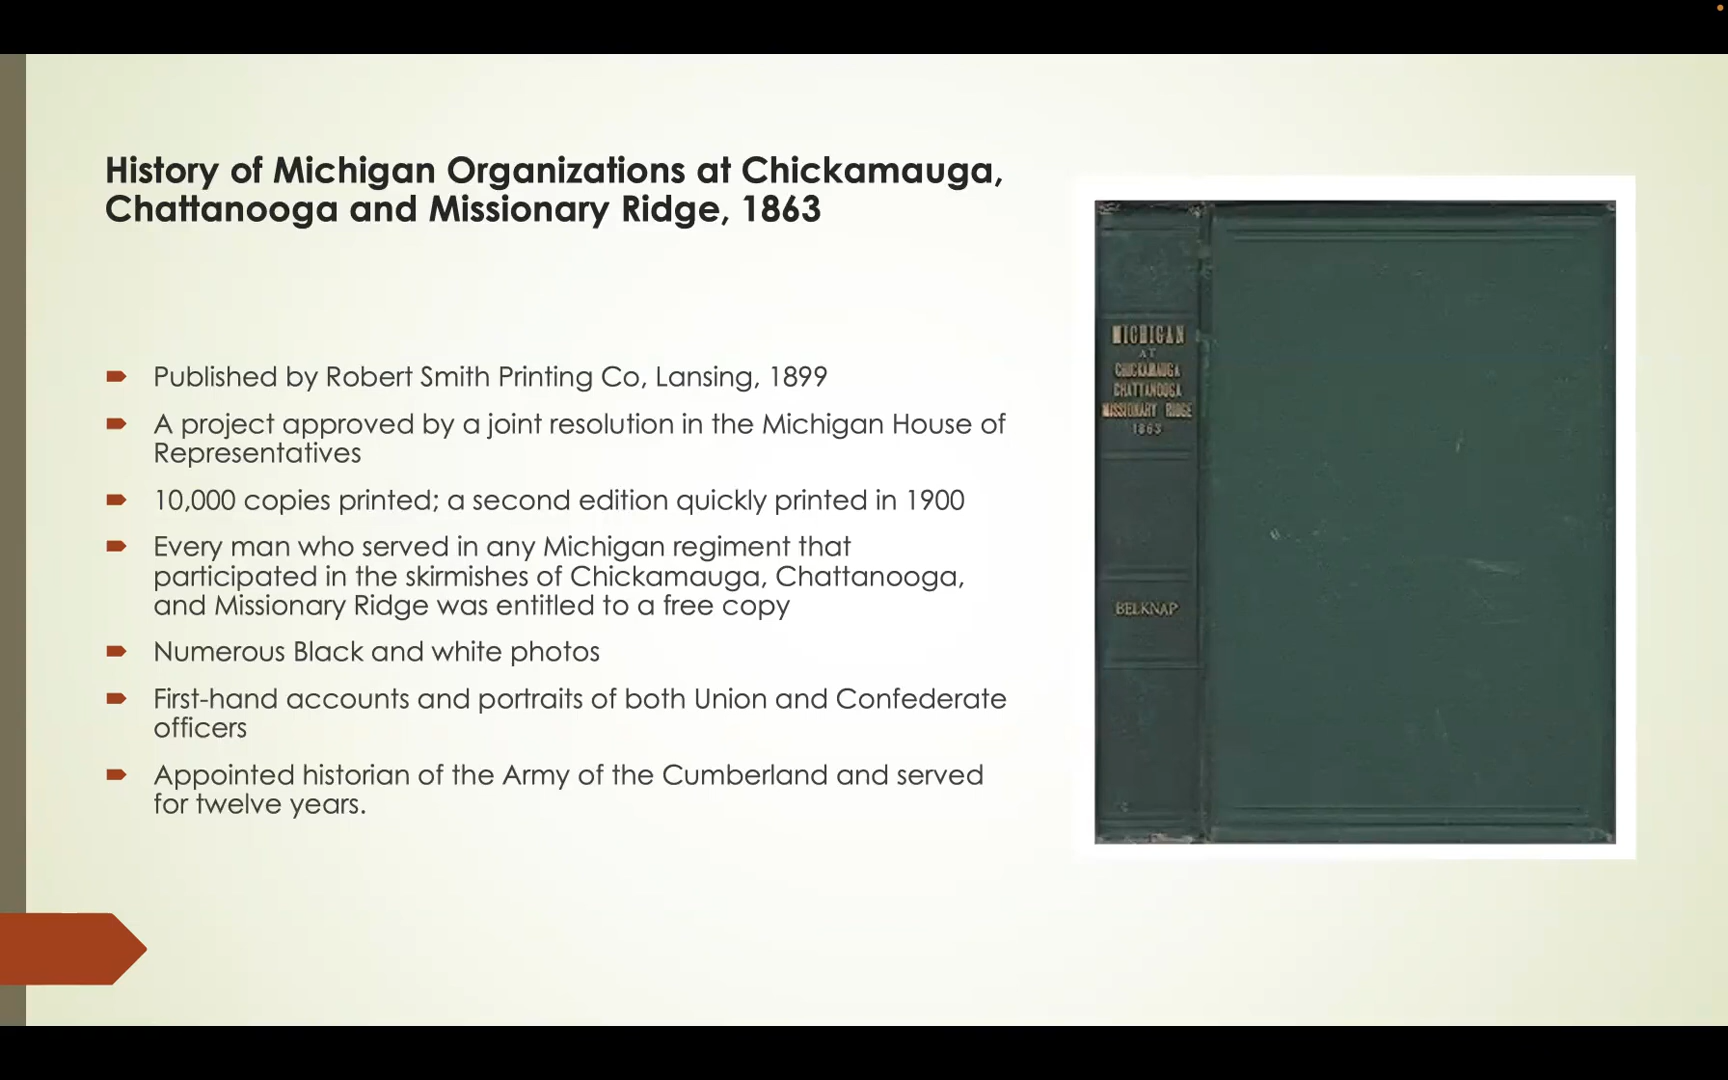 History of Michigan Organizations at Chickamauga,
Chattanooga and Missionary Ridge, 1863
Published by Robert Smith Printing Co, Lansing, 1899
A project approved by a joint resolution in the Michigan House of
Representatives
10,000 copies printed; a second edition quickly printed in 1900
Every man who served in any Michigan regiment that
participated in the skirmishes of Chickamauga, Chattanooga,
and Missionary Ridge was entitled to a free copy
Numerous Black and white photos
First-hand accounts and portraits of both Union and Confederate
officers
Appointed historian of the Army of the Cumberland and served
for twelve years.
MICHIGAN
AT
CHICKAMAUGA
CHATTANOOGA
MISSIONARY RIDGE
1863
BELKNAP